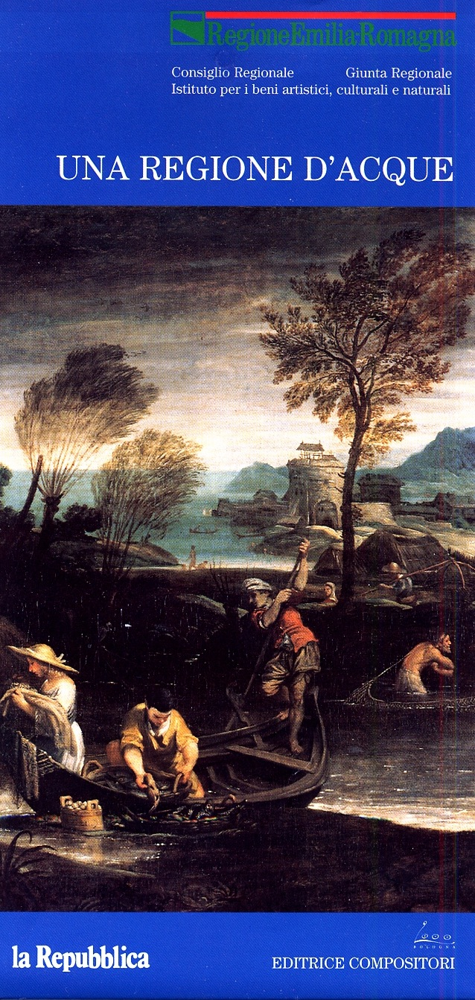 RegioneEmilia-Romagna
Consiglio Regionale Giunta Regionale
Istituto per i beni artistici, culturali e naturali
UNA REGIONE D'ACQUE
BOLOGNA
la Repubblica EDITRICE COMPOSITORI